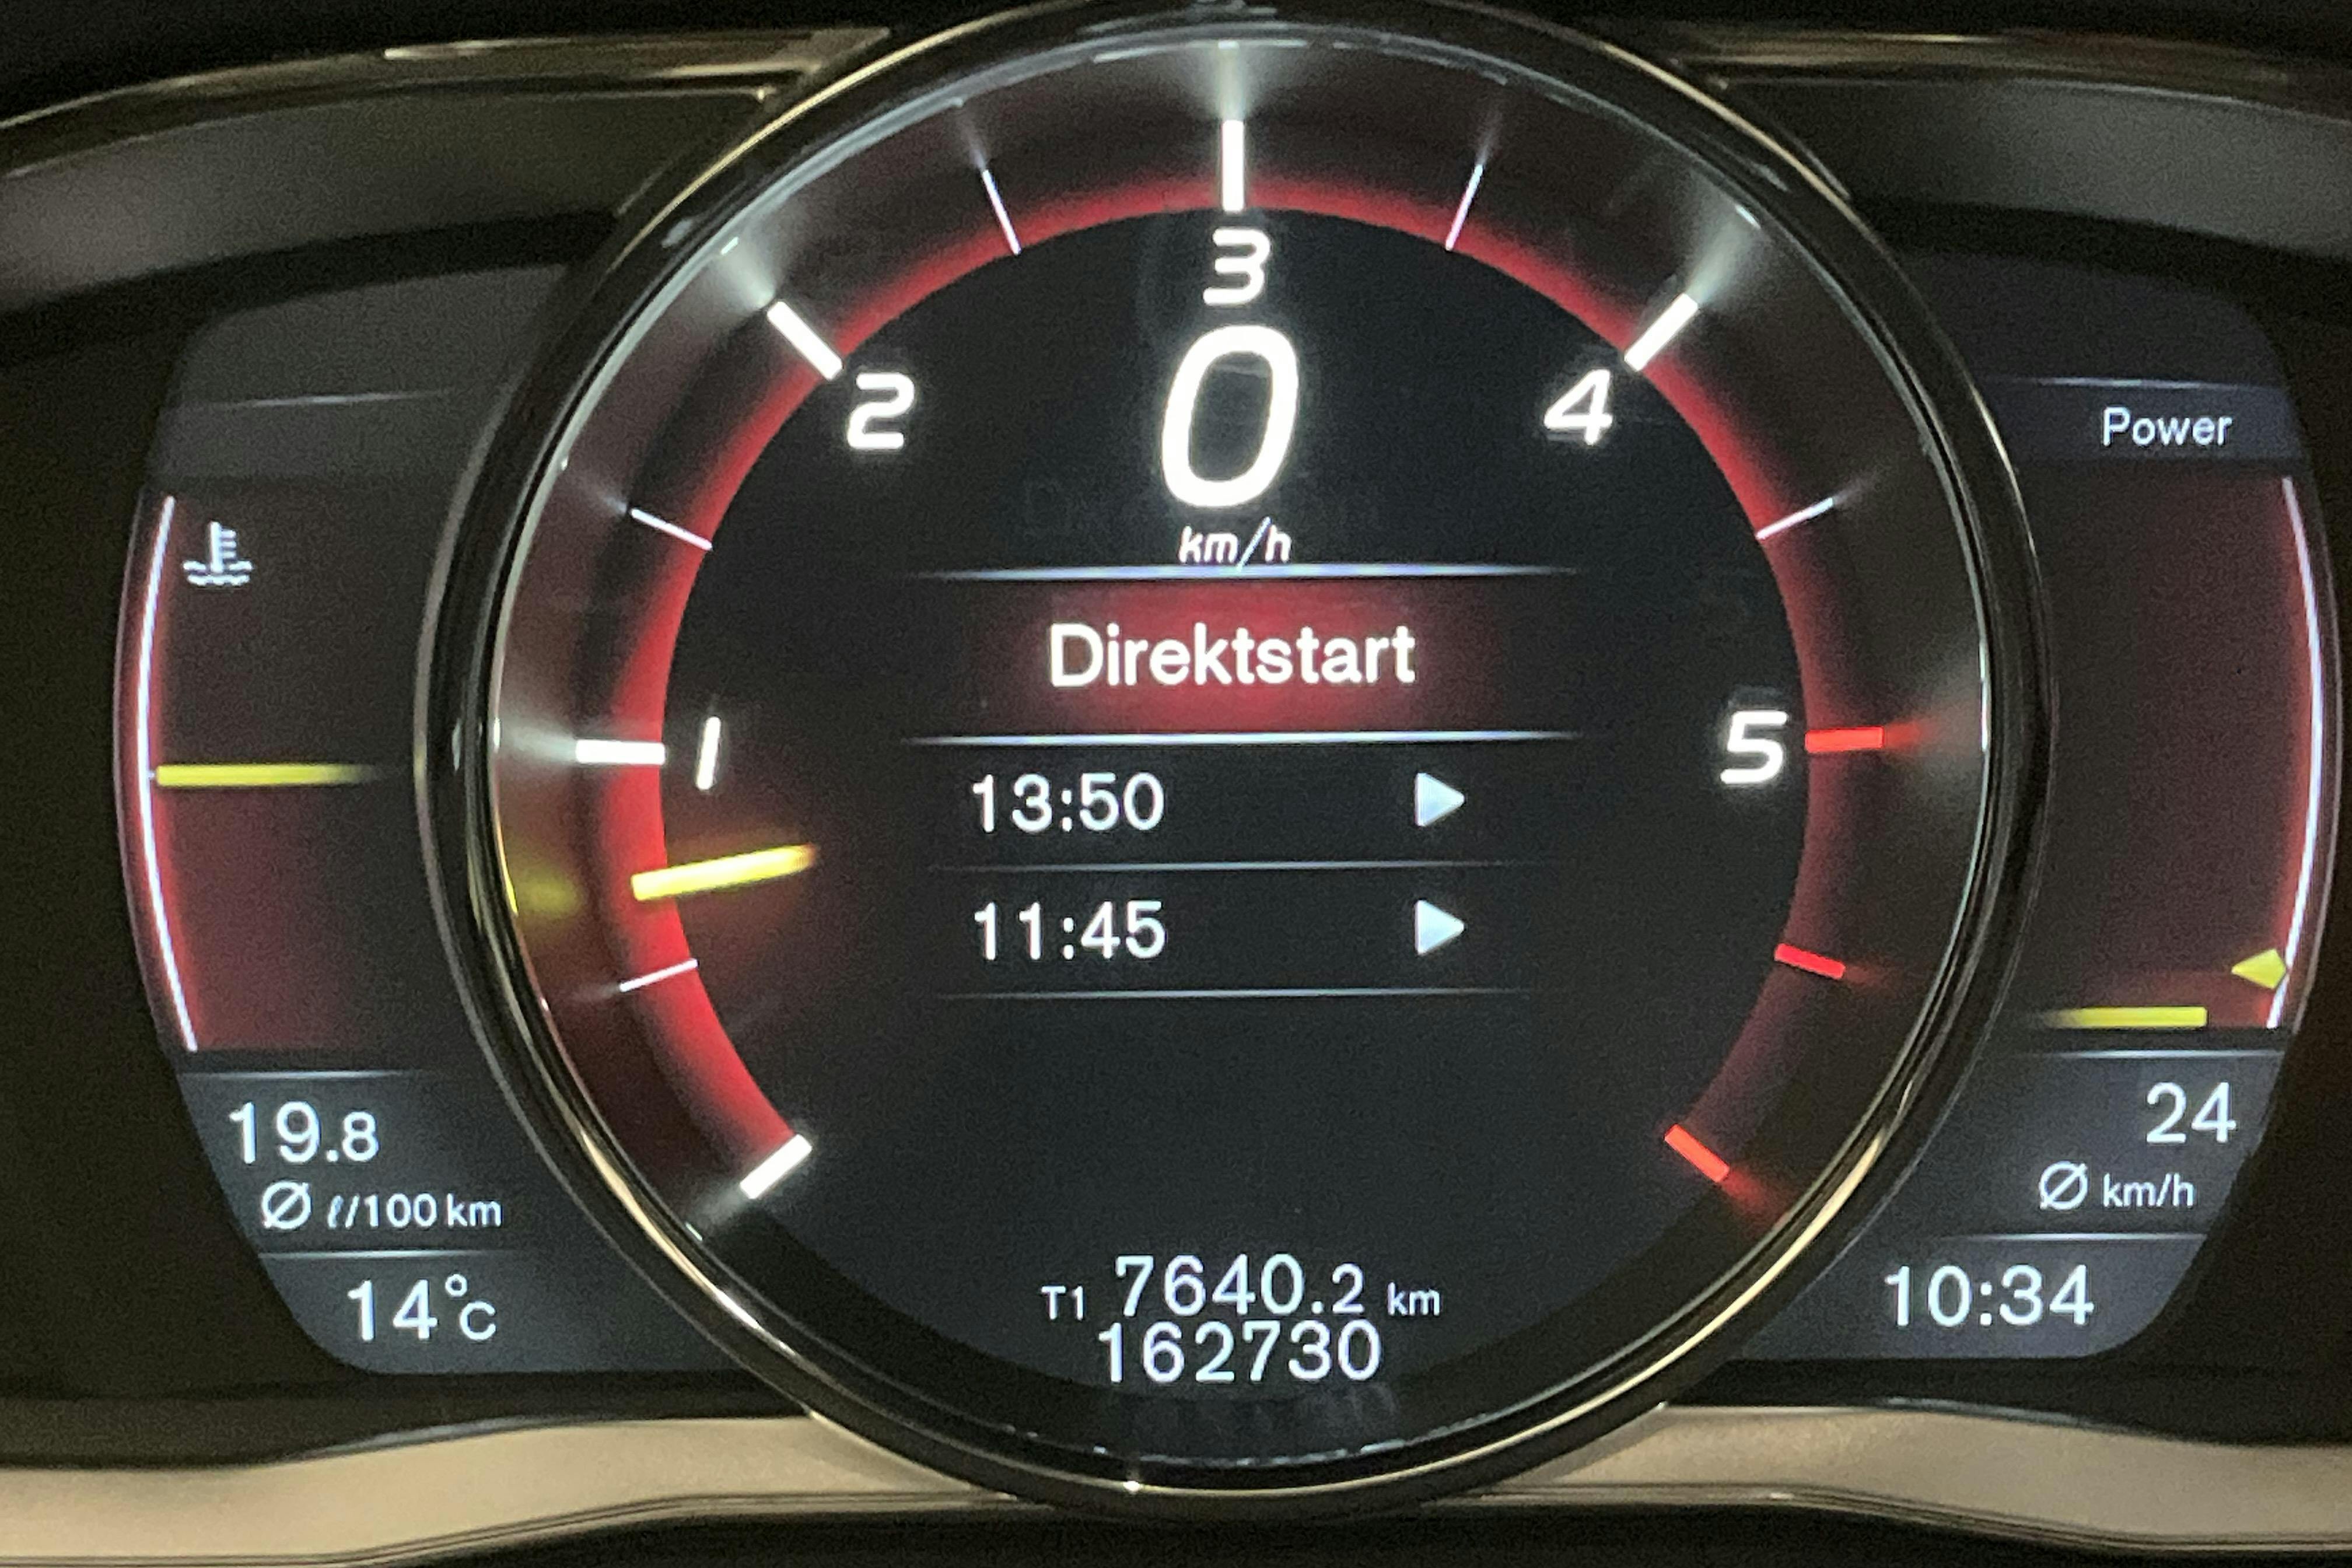 3
2
4
0
km/h
Power
Direktstart
1
5
13:50
11:45
19.8
Ø ℓ/100 km
14°C
24
Ø km/h
10:34
T1 7640.2 km
162730